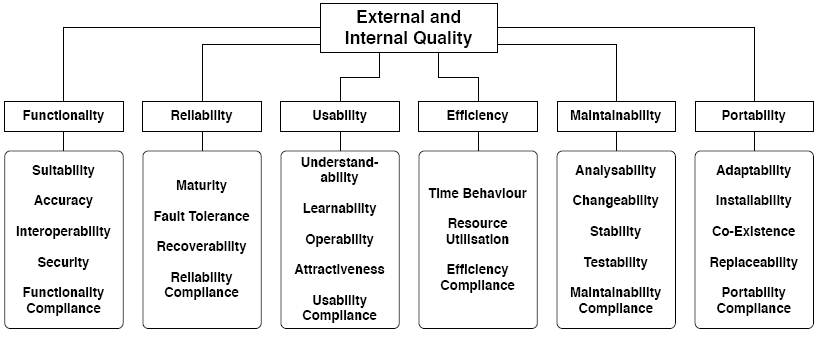 External and
Internal Quality
Functionality
Reliability
Usability
Efficiency
Maintainability
Portability
Suitability
Accuracy
Interoperability
Security
Functionality
Compliance
Maturity
Fault Tolerance
Recoverability
Reliability
Compliance
Understand-
ability
Learnability
Operability
Attractiveness
Usability
Compliance
Time Behaviour
Resource
Utilisation
Efficiency
Compliance
Analysability
Changeability
Stability
Testability
Maintainability
Compliance
Adaptability
Installability
Co-Existence
Replaceability
Portability
Compliance